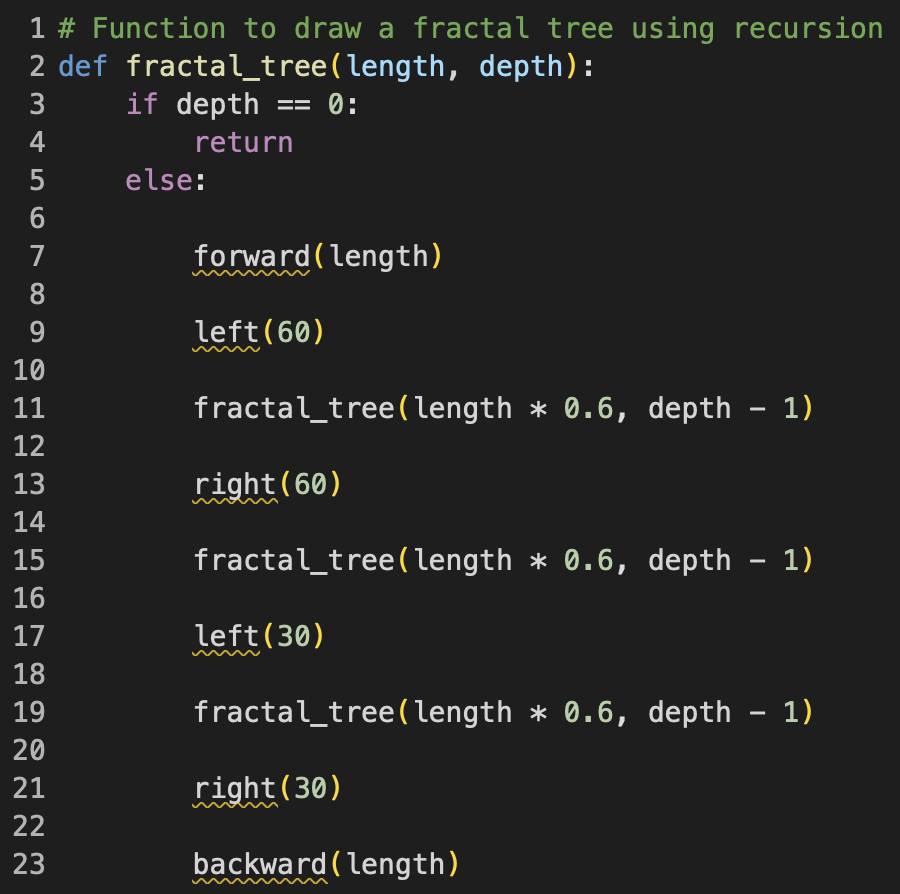 1 # Function to draw a fractal tree using recursion
2 def fractal_tree(length, depth):
3     if depth == 0:
4         return
5     else:
6
7         forward(length)
8
9         left(60)
10
11         fractal_tree(length * 0.6, depth - 1)
12
13         right(60)
14
15         fractal_tree(length * 0.6, depth - 1)
16
17         left(30)
18
19         fractal_tree(length * 0.6, depth - 1)
20
21         right(30)
22
23         backward(length)